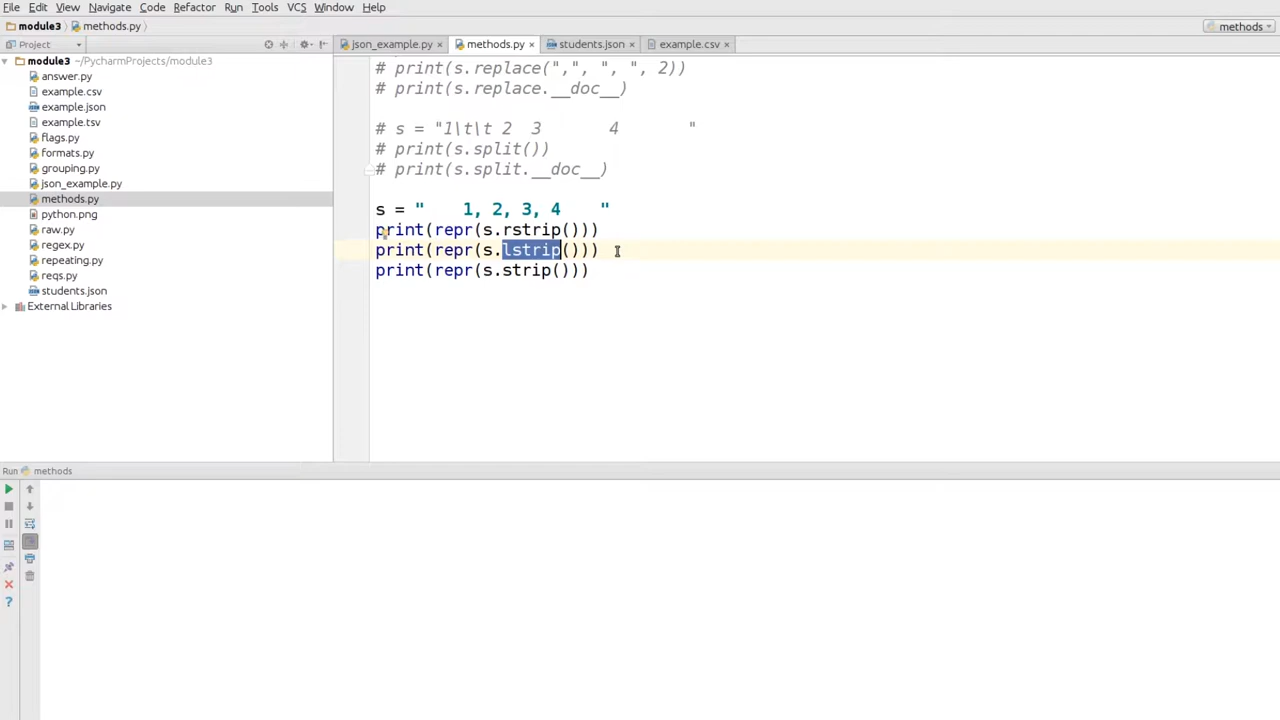 File Edit View Navigate Code Refactor Run Tools VCS Window Help
module3 methods.py methods
Project json_example.py methods.py students.json example.csv
module3 ~/PycharmProjects/module3
answer.py
example.csv
example.json
example.tsv
flags.py
formats.py
grouping.py
json_example.py
methods.py
python.png
raw.py
regex.py
repeating.py
reqs.py
students.json
External Libraries
# print(s.replace(",", ", ", 2))
# print(s.replace.__doc__)
# s = "1\t\t 2  3       4       "
# print(s.split())
# print(s.split.__doc__)
s = "    1, 2, 3, 4    "
print(repr(s.rstrip()))
print(repr(s.lstrip()))
print(repr(s.strip()))
Run methods